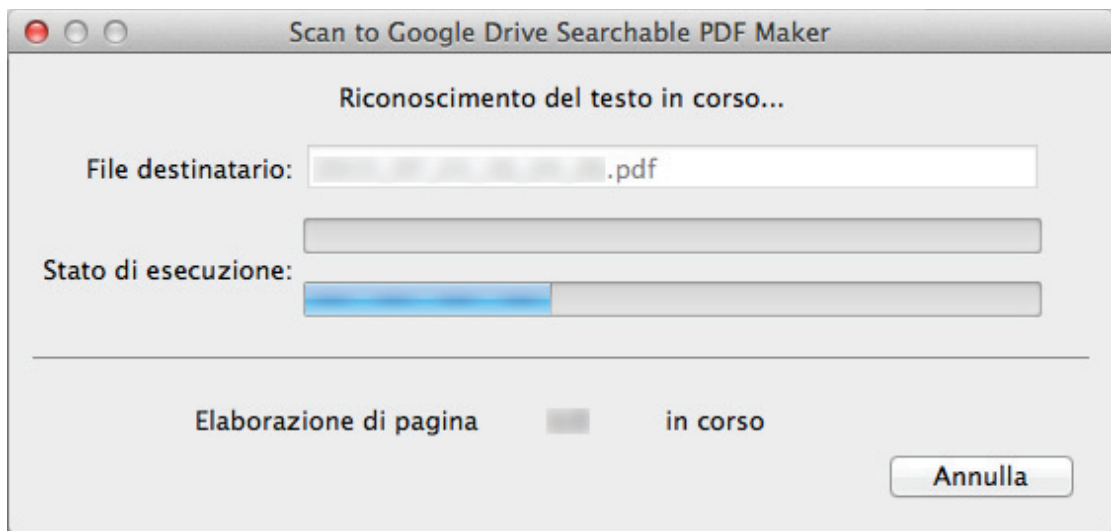 Scan to Google Drive Searchable PDF Maker
Riconoscimento del testo in corso...
File destinatario: .pdf
Stato di esecuzione:
Elaborazione di pagina in corso
Annulla